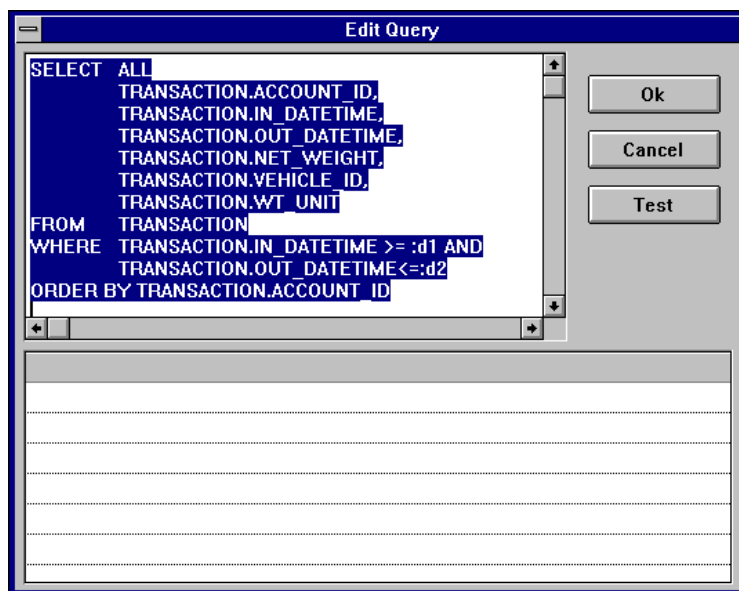 Edit Query
SELECT ALL
TRANSACTION.ACCOUNT_ID,
TRANSACTION.IN_DATETIME,
TRANSACTION.OUT_DATETIME,
TRANSACTION.NET_WEIGHT,
TRANSACTION.VEHICLE_ID,
TRANSACTION.WT_UNIT
FROM TRANSACTION
WHERE TRANSACTION.IN_DATETIME >= :d1 AND
TRANSACTION.OUT_DATETIME<=:d2
ORDER BY TRANSACTION.ACCOUNT_ID
Ok
Cancel
Test